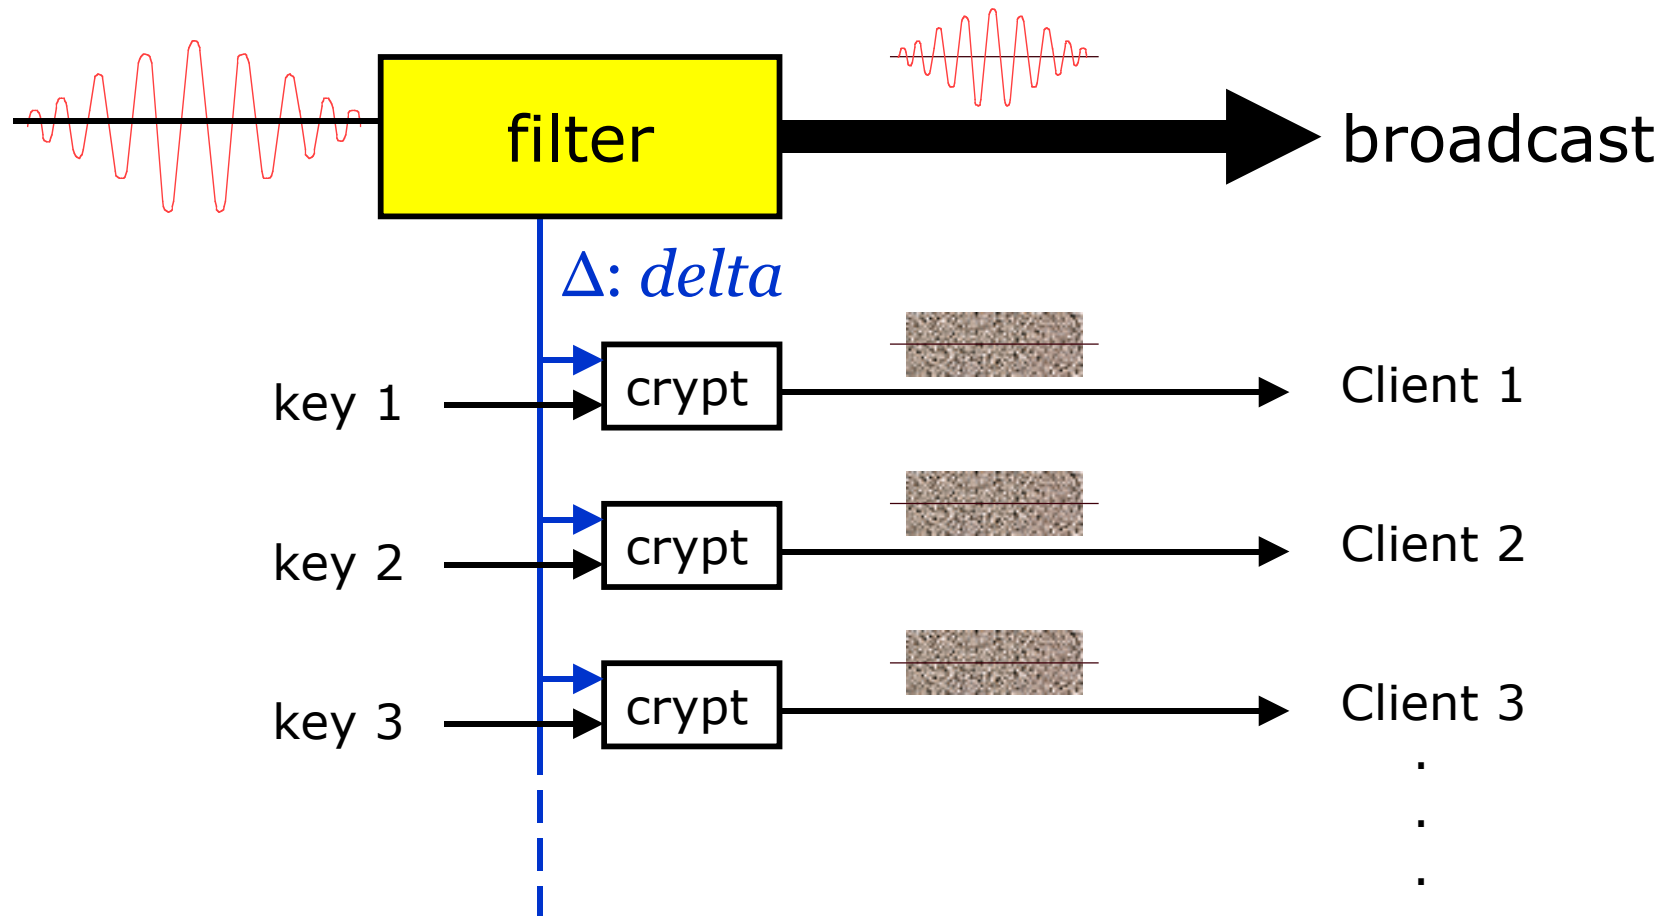 filter
broadcast
Δ: delta
key 1
crypt
Client 1
key 2
crypt
Client 2
key 3
crypt
Client 3
.
.
.